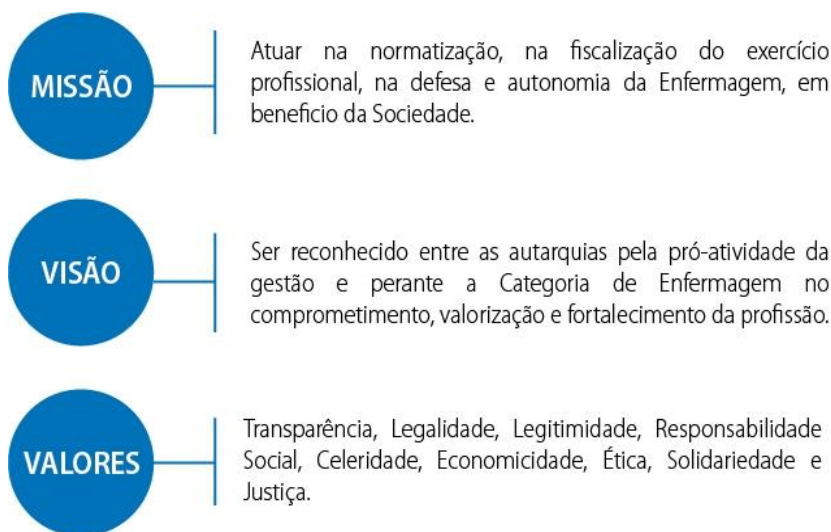 MISSÃO
Atuar na normatização, na fiscalização do exercício
profissional, na defesa e autonomia da Enfermagem, em
beneficio da Sociedade.
VISÃO
Ser reconhecido entre as autarquias pela pró-atividade da
gestão e perante a Categoria de Enfermagem no
comprometimento, valorização e fortalecimento da profissão.
VALORES
Transparência, Legalidade, Legitimidade, Responsabilidade
Social, Celeridade, Economicidade, Ética, Solidariedade e
Justiça.